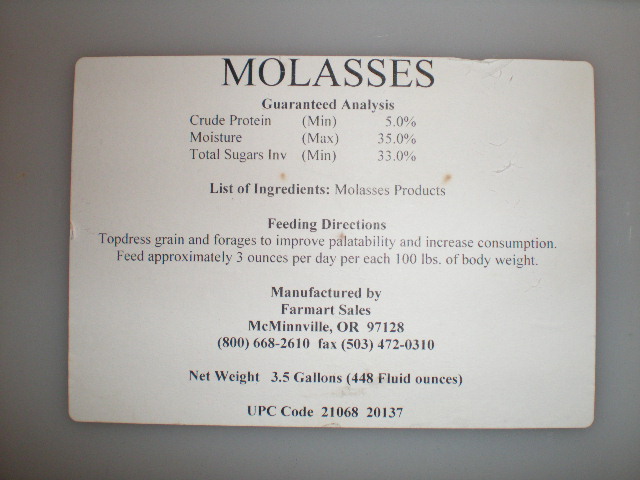 MOLASSES
Guaranteed Analysis
Crude Protein (Min) 5.0%
Moisture (Max) 35.0%
Total Sugars Inv (Min) 33.0%
List of Ingredients: Molasses Products
Feeding Directions
Topdress grain and forages to improve palatability and increase consumption.
Feed approximately 3 ounces per day per each 100 lbs. of body weight.
Manufactured by
Farmart Sales
McMinnville, OR 97128
(800) 668-2610 fax (503) 472-0310
Net Weight 3.5 Gallons (448 Fluid ounces)
UPC Code 21068 20137